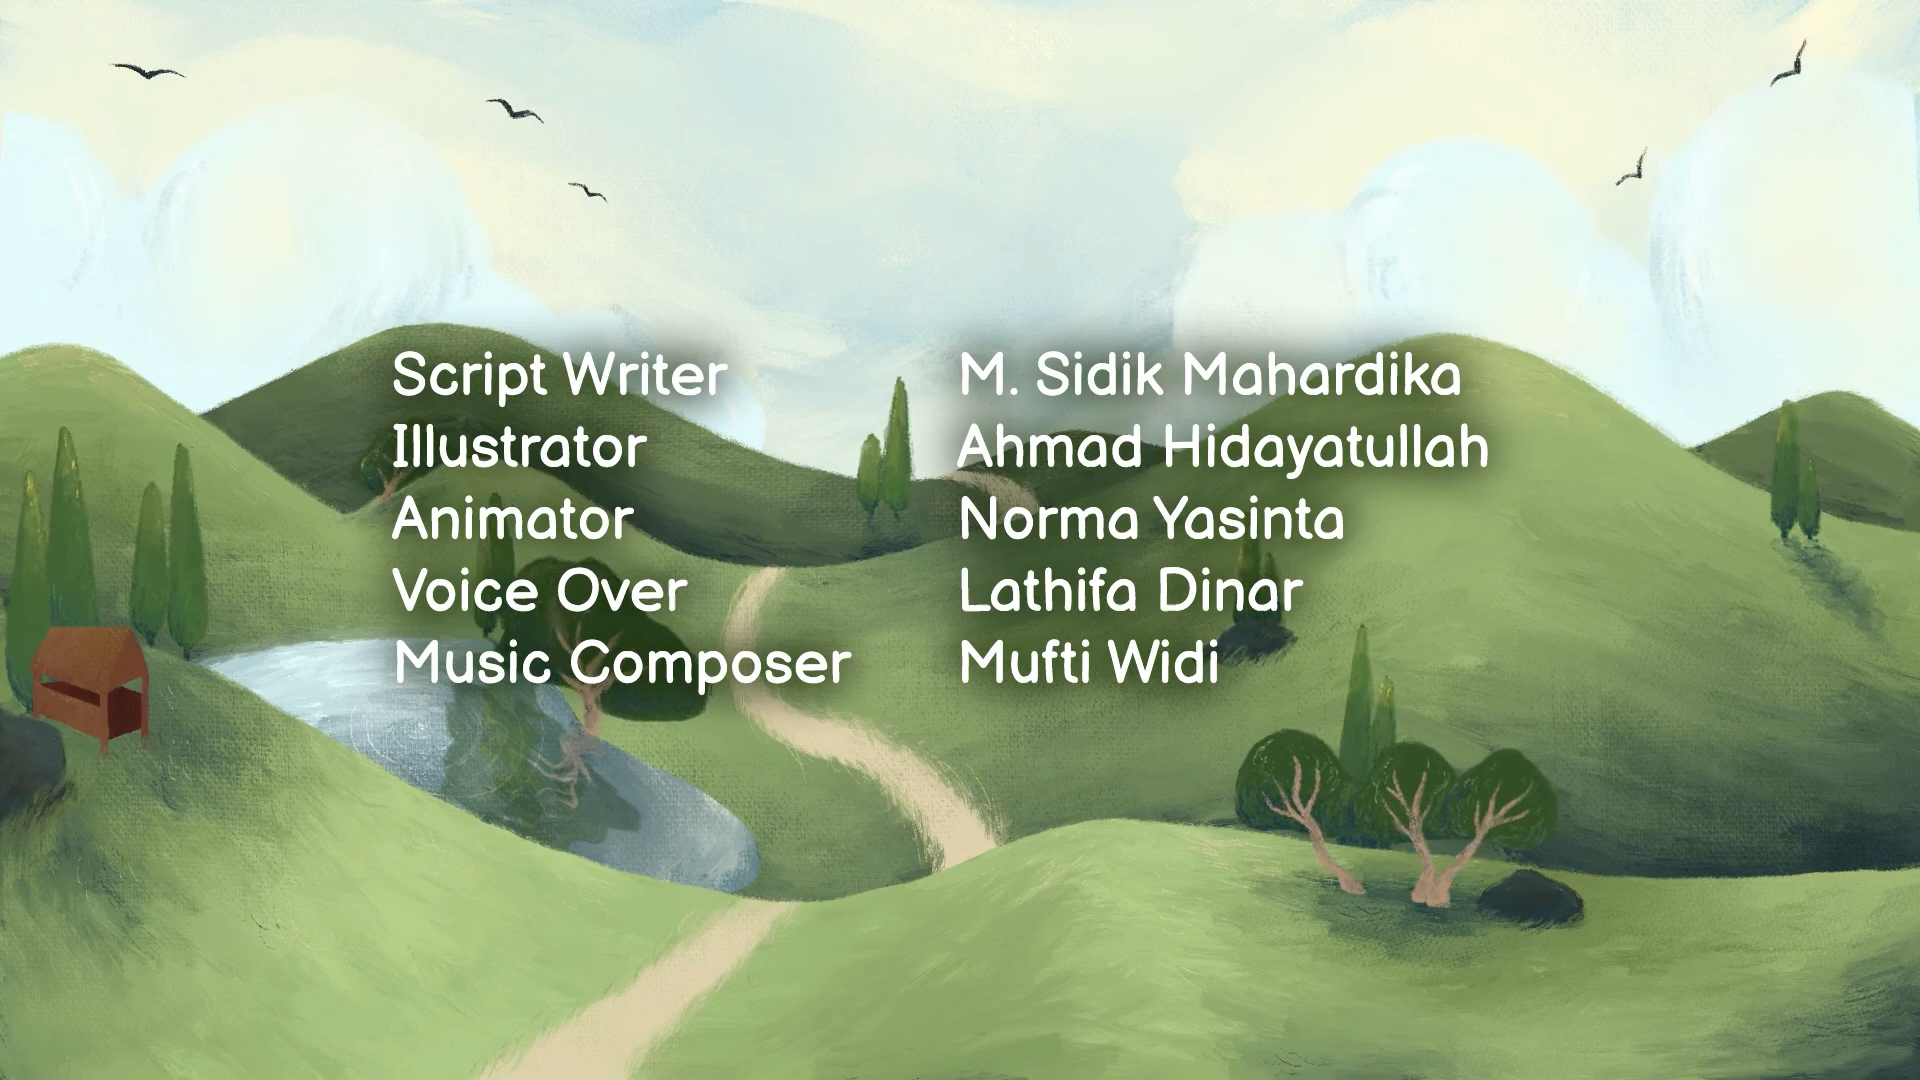 Script Writer M. Sidik Mahardika
Illustrator Ahmad Hidayatullah
Animator Norma Yasinta
Voice Over Lathifa Dinar
Music Composer Mufti Widi